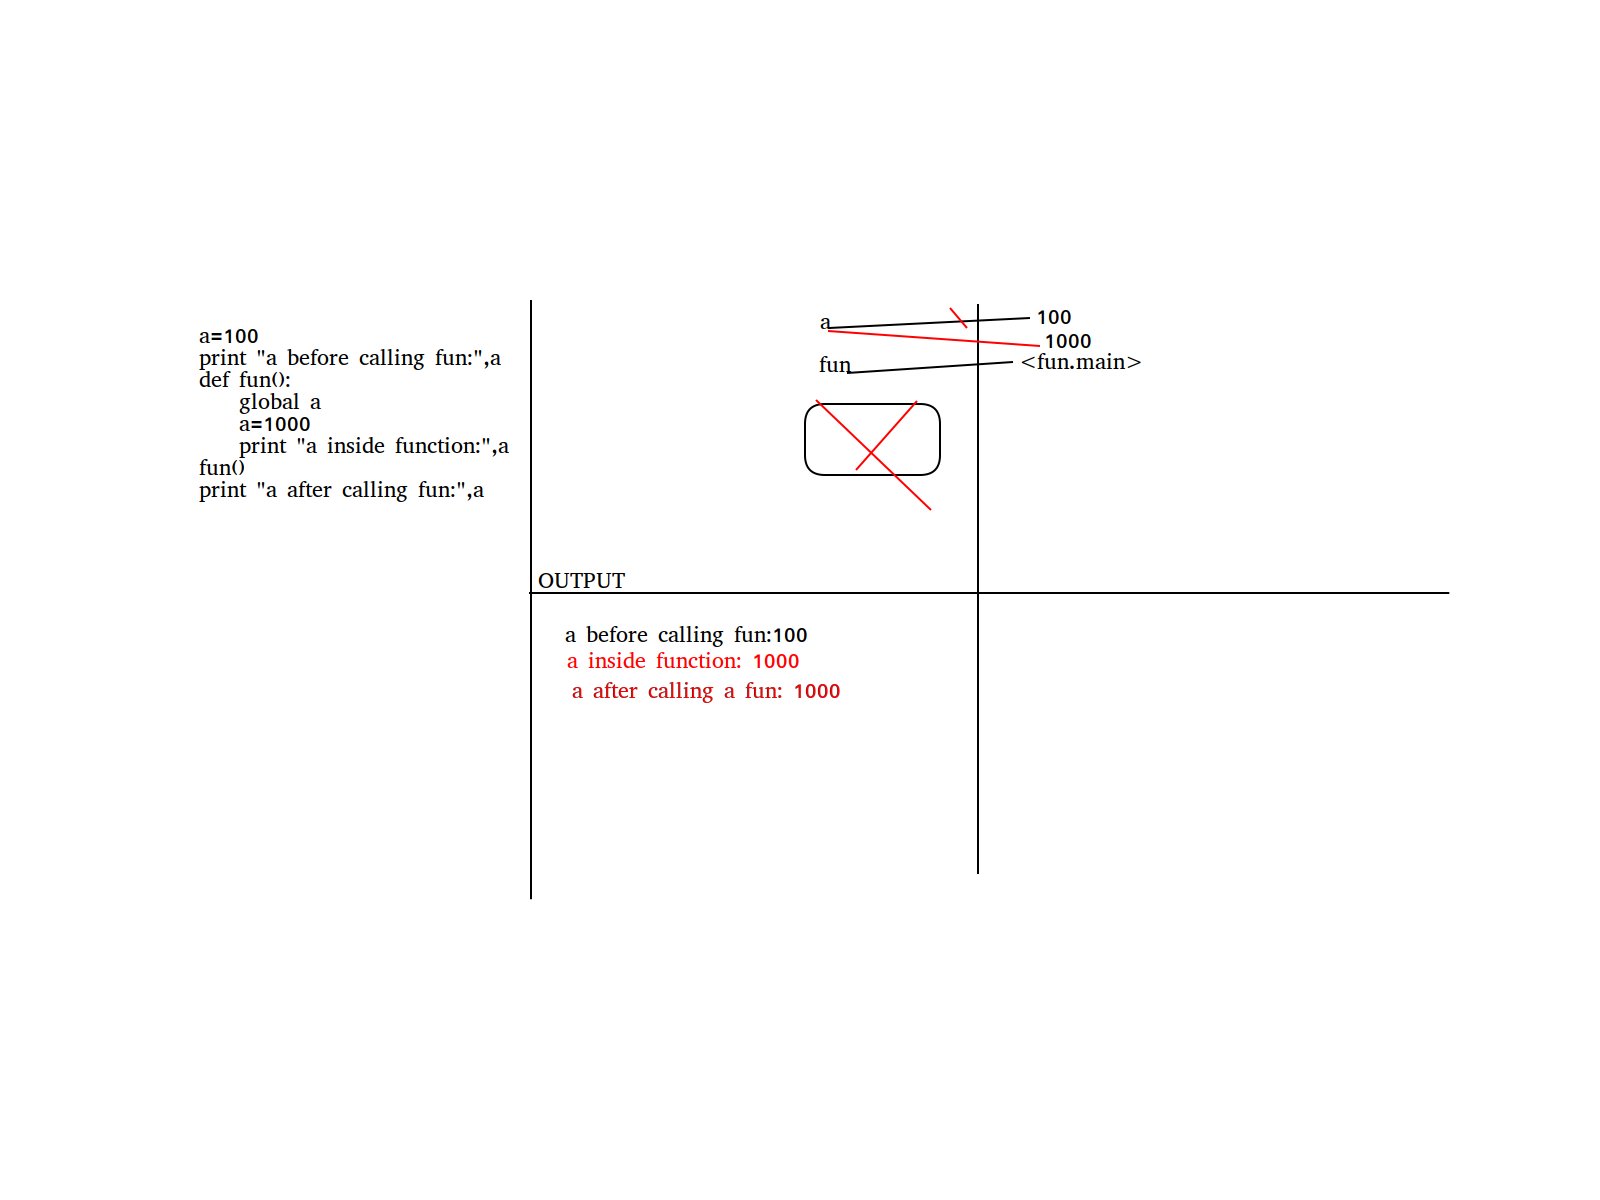 a=100
print "a before calling fun:",a
def fun():
    global a
    a=1000
    print "a inside function:",a
fun()
print "a after calling fun:",a
a
100
1000
fun
<fun.main>
OUTPUT
a before calling fun:100
a inside function: 1000
a after calling a fun: 1000